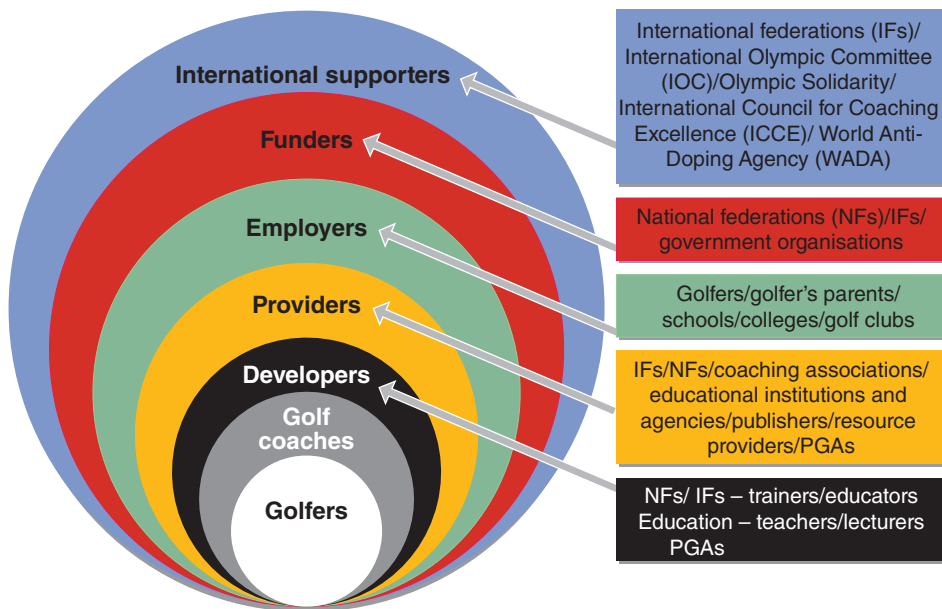 International supporters
Funders
Employers
Providers
Developers
Golf
coaches
Golfers
International federations (IFs)/
International Olympic Committee
(IOC)/Olympic Solidarity/
International Council for Coaching
Excellence (ICCE)/ World Anti-
Doping Agency (WADA)
National federations (NFs)/IFs/
government organisations
Golfers/golfer's parents/
schools/colleges/golf clubs
IFs/NFs/coaching associations/
educational institutions and
agencies/publishers/resource
providers/PGAs
NFs/ IFs – trainers/educators
Education – teachers/lecturers
PGAs